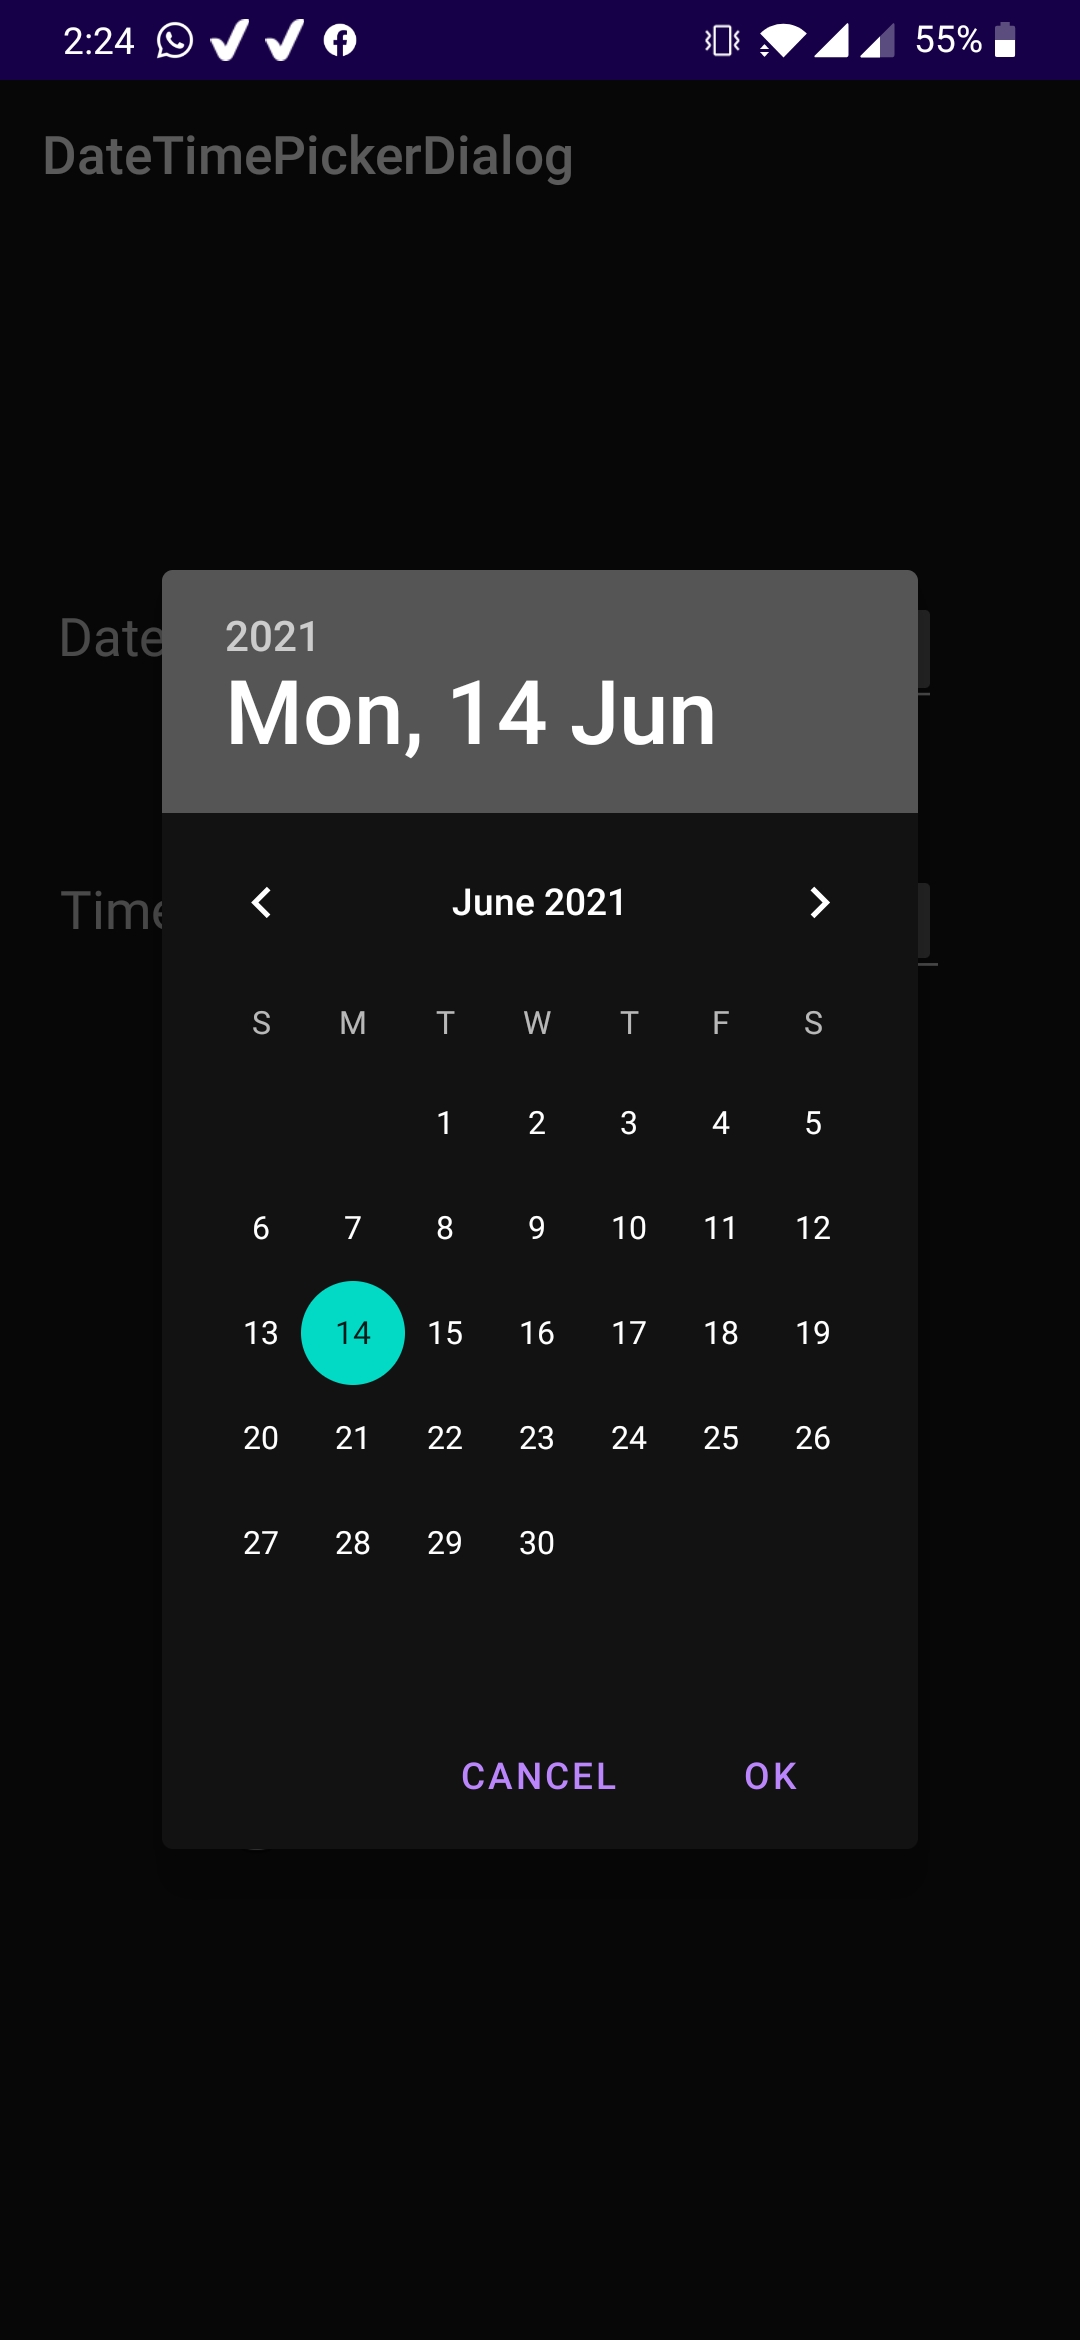 2:24 55%
DateTimePickerDialog
2021
Date
Mon, 14 Jun
June 2021
Time
S M T W T F S
1 2 3 4 5
6 7 8 9 10 11 12
13 14 15 16 17 18 19
20 21 22 23 24 25 26
27 28 29 30
CANCEL OK